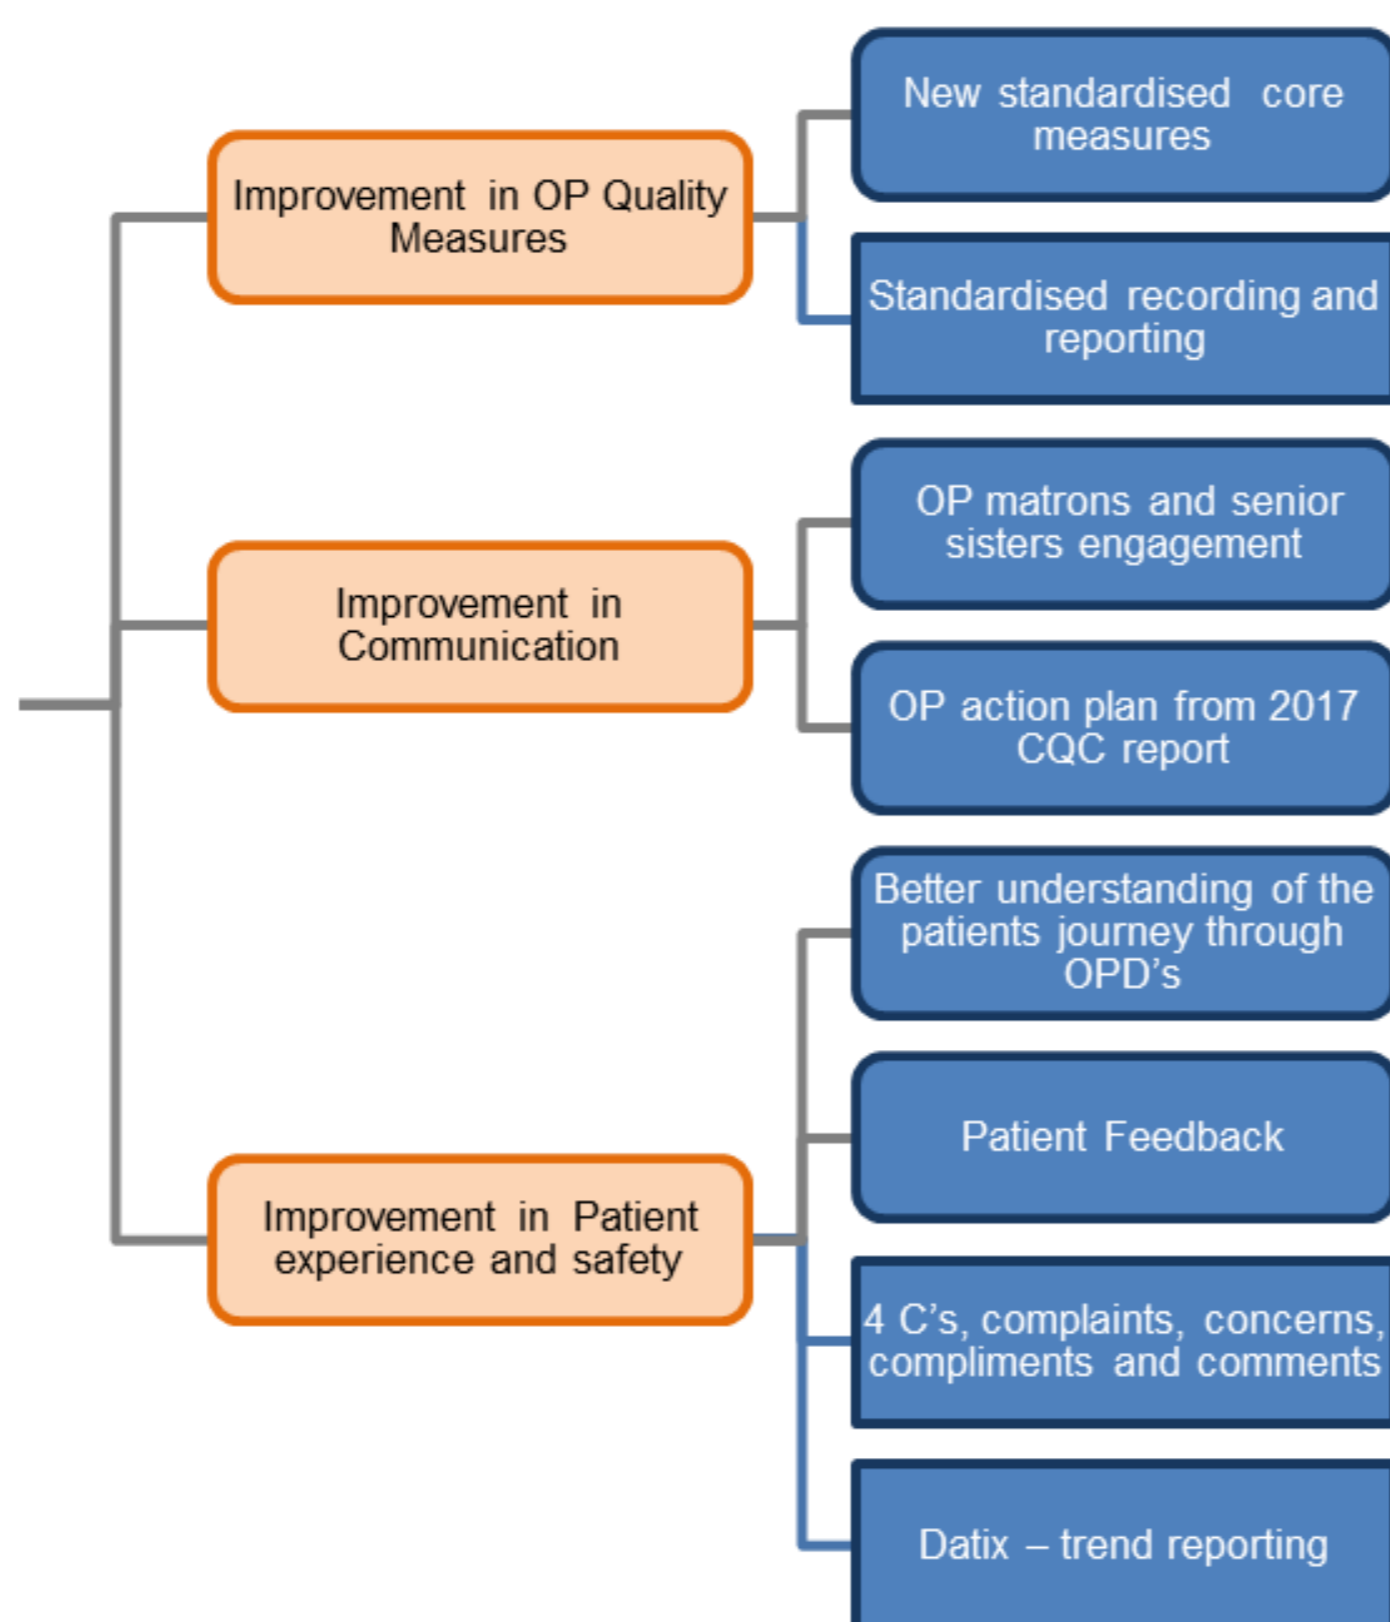 Improvement in OP Quality
Measures
New standardised core
measures
Standardised recording and
reporting
Improvement in
Communication
OP matrons and senior
sisters engagement
OP action plan from 2017
CQC report
Improvement in Patient
experience and safety
Better understanding of the
patients journey through
OPD’s
Patient Feedback
4 C’s, complaints, concerns,
compliments and comments
Datix – trend reporting